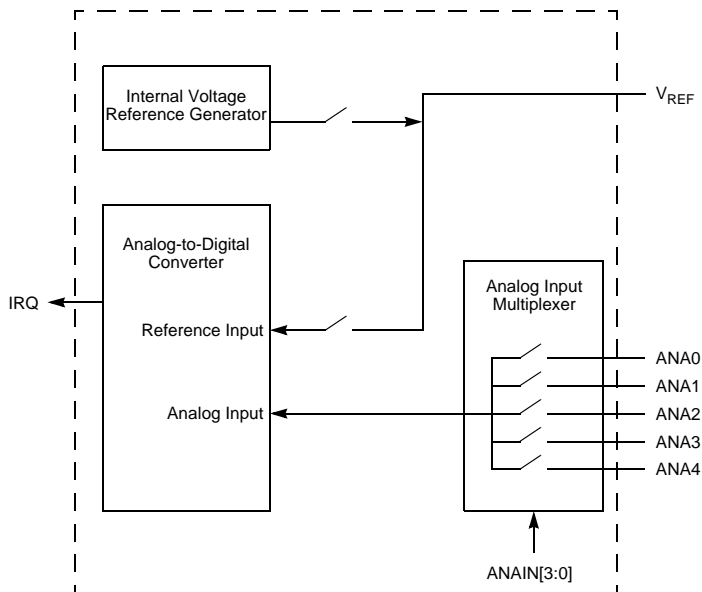 Internal Voltage
Reference Generator
V_REF
Analog-to-Digital
Converter
Analog Input
Multiplexer
IRQ
Reference Input
ANA0
ANA1
Analog Input
ANA2
ANA3
ANA4
ANAIN[3:0]